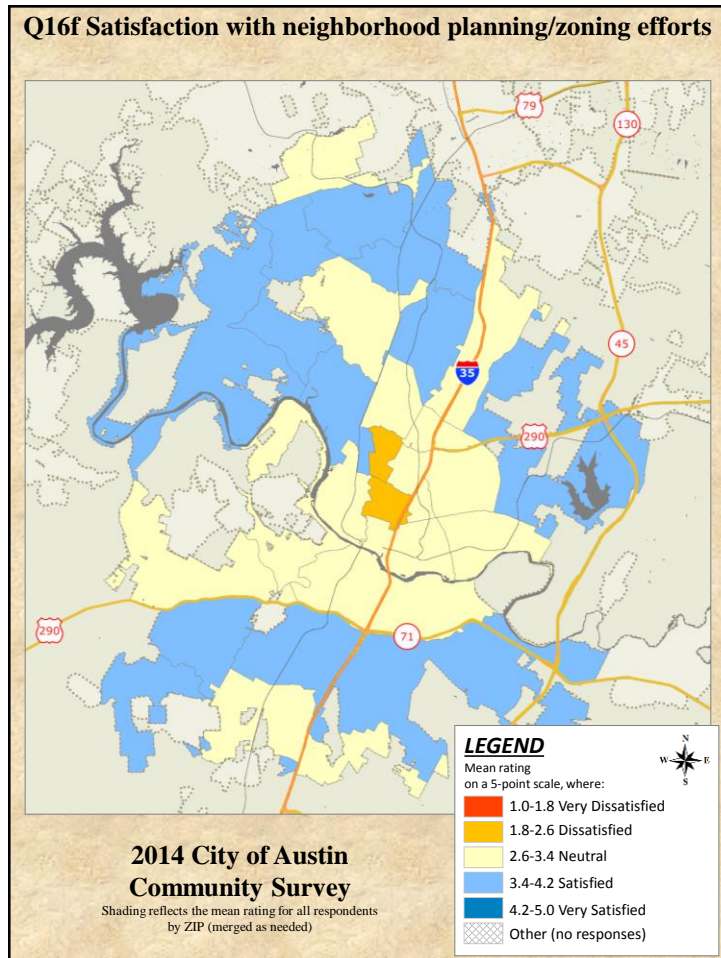 Q16f Satisfaction with neighborhood planning/zoning efforts
79
130
45
35
290
290
71
LEGEND
Mean rating
on a 5-point scale, where:
N
W E
S
1.0-1.8 Very Dissatisfied
1.8-2.6 Dissatisfied
2.6-3.4 Neutral
3.4-4.2 Satisfied
4.2-5.0 Very Satisfied
Other (no responses)
2014 City of Austin
Community Survey
Shading reflects the mean rating for all respondents
by ZIP (merged as needed)